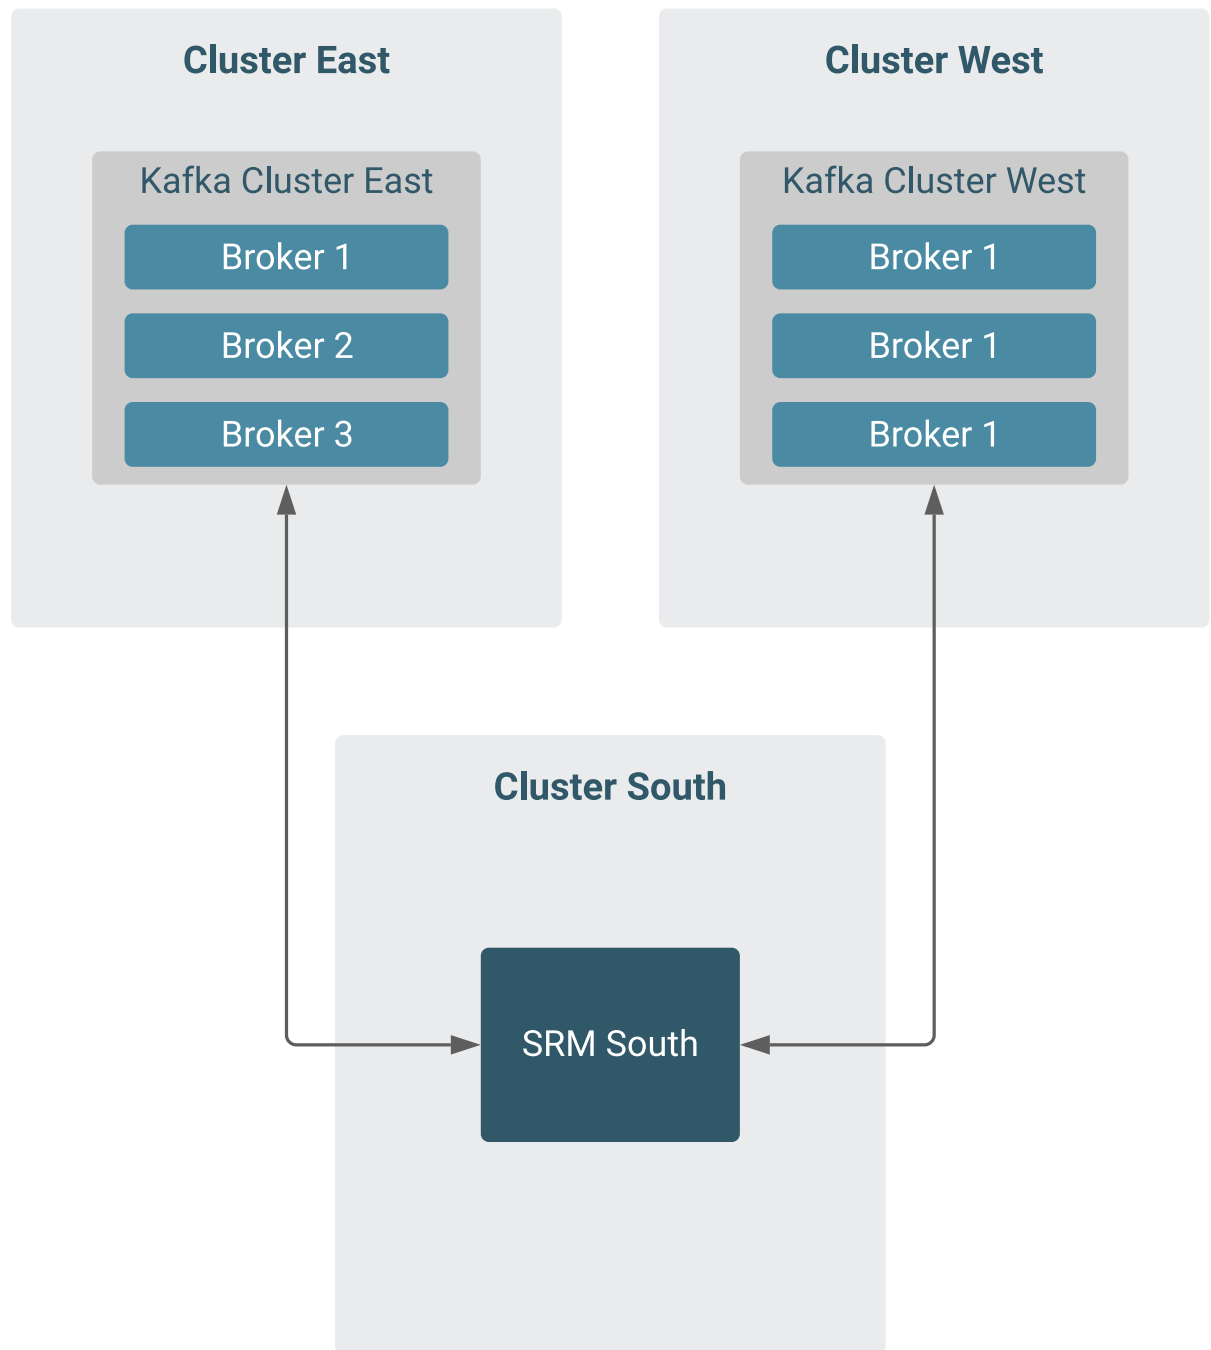 Cluster East
Kafka Cluster East
Broker 1
Broker 2
Broker 3
Cluster West
Kafka Cluster West
Broker 1
Broker 1
Broker 1
Cluster South
SRM South